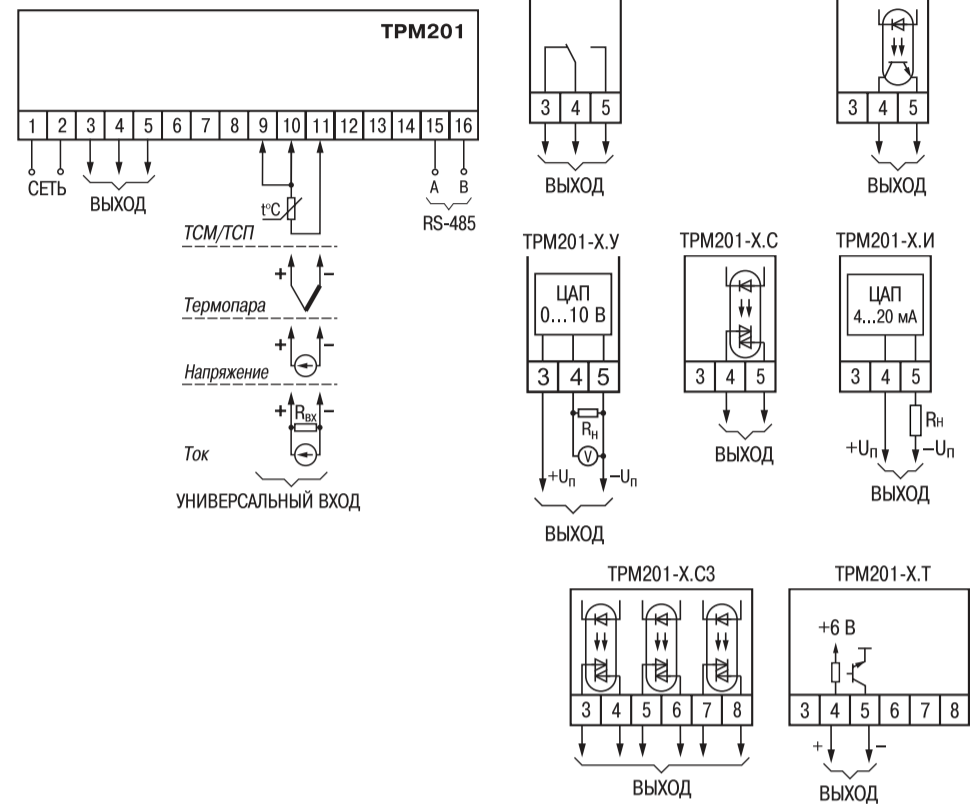 ТРМ201
1 2 3 4 5 6 7 8 9 10 11 12 13 14 15 16
СЕТЬ
ВЫХОД
A B
RS-485
t°C
ТСМ/ТСП
+ –
Термопара
+ –
Напряжение
+ –
Rвх
Ток
УНИВЕРСАЛЬНЫЙ ВХОД
3 4 5
ВЫХОД
3 4 5
ВЫХОД
ТРМ201-Х.У
ЦАП
0...10 В
3 4 5
Rн
V
+Uп –Uп
ВЫХОД
ТРМ201-Х.С
3 4 5
ВЫХОД
ТРМ201-Х.И
ЦАП
4...20 мА
3 4 5
Rн
+Uп –Uп
ВЫХОД
ТРМ201-Х.С3
3 4 5 6 7 8
ВЫХОД
ТРМ201-Х.Т
+6 В
3 4 5 6 7 8
+ –
ВЫХОД